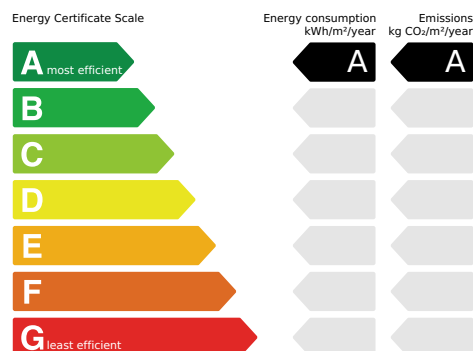 Energy Certificate Scale
Energy consumption
kWh/m²/year
Emissions
kg CO₂/m²/year
A most efficient
A
A
B
C
D
E
F
G least efficient